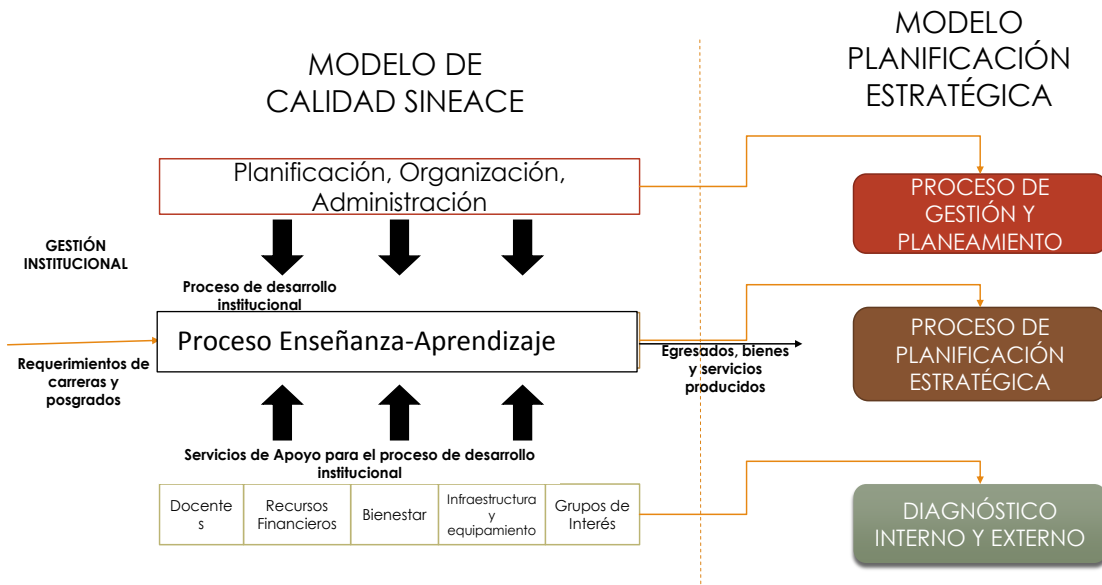 MODELO DE
CALIDAD SINEACE
MODELO
PLANIFICACIÓN
ESTRATÉGICA
Planificación, Organización,
Administración
GESTIÓN
INSTITUCIONAL
Proceso de desarrollo
institucional
Proceso Enseñanza-Aprendizaje
Requerimientos de
carreras y
posgrados
Egresados, bienes
y servicios
producidos
Servicios de Apoyo para el proceso de desarrollo
institucional
Docente
s
Recursos
Financieros
Bienestar
Infraestructura
y
equipamiento
Grupos de
Interés
PROCESO DE
GESTIÓN Y
PLANEAMIENTO
PROCESO DE
PLANIFICACIÓN
ESTRATÉGICA
DIAGNÓSTICO
INTERNO Y EXTERNO